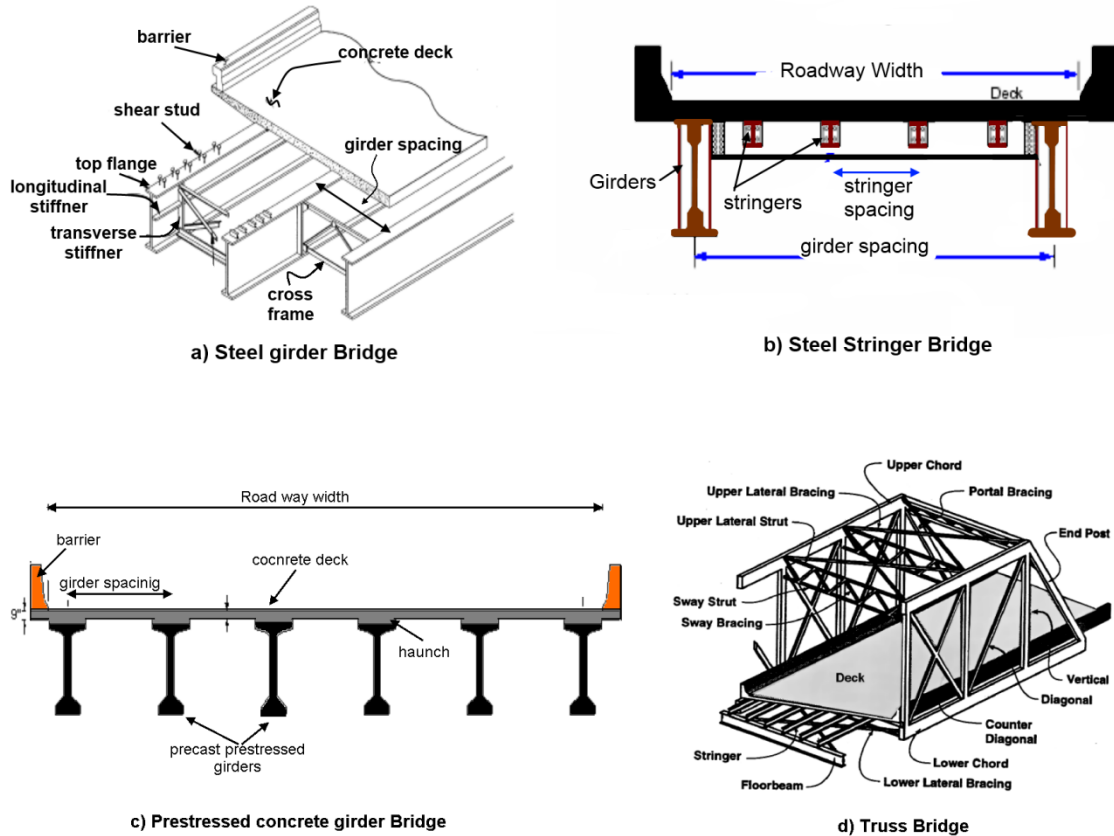 barrier
concrete deck
shear stud
girder spacing
top flange
longitudinal
stiffner
transverse
stiffner
cross
frame
a) Steel girder Bridge
Roadway Width
Deck
Girders
stringers
stringer
spacing
girder spacing
b) Steel Stringer Bridge
Road way width
barrier
girder spacinig
cocnrete deck
9"
haunch
precast prestressed
girders
c) Prestressed concrete girder Bridge
Upper Chord
Upper Lateral Bracing
Portal Bracing
Upper Lateral Strut
End Post
Sway Strut
Sway Bracing
Deck
Vertical
Diagonal
Counter
Diagonal
Stringer
Lower Chord
Floorbeam
Lower Lateral Bracing
d) Truss Bridge